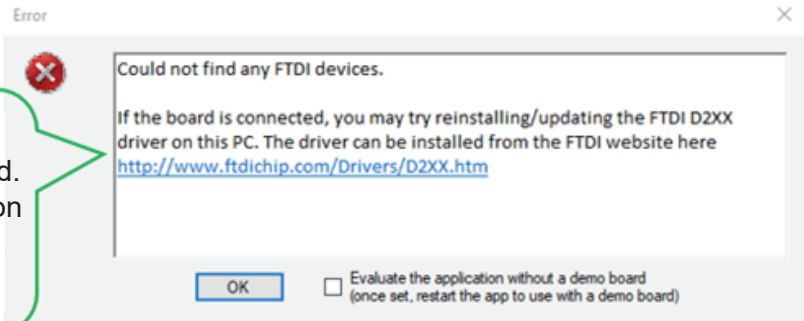 Error
Could not find any FTDI devices.
If the board is connected, you may try reinstalling/updating the FTDI D2XX
driver on this PC. The driver can be installed from the FTDI website here
http://www.ftdichip.com/Drivers/D2XX.htm
d.
on
OK
Evaluate the application without a demo board
(once set, restart the app to use with a demo board)